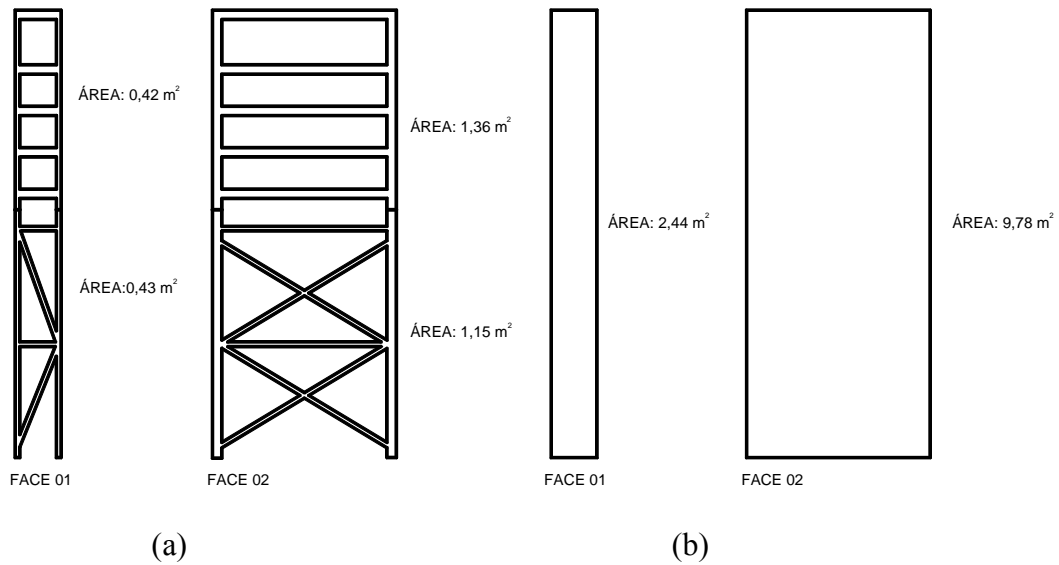 ÁREA: 0,42 m²
ÁREA:0,43 m²
FACE 01
ÁREA: 1,36 m²
ÁREA: 1,15 m²
FACE 02
(a)
ÁREA: 2,44 m²
FACE 01
ÁREA: 9,78 m²
FACE 02
(b)